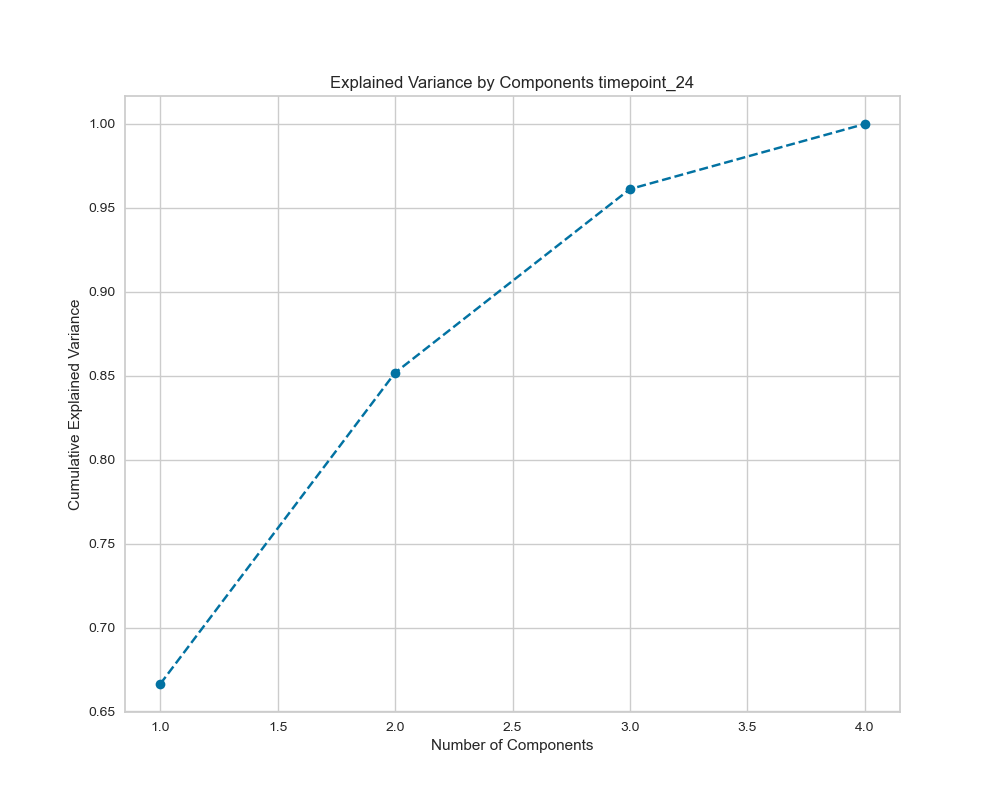 Explained Variance by Components timepoint_24
1.00
0.95
0.90
0.85
0.80
0.75
0.70
0.65
Cumulative Explained Variance
1.0 1.5 2.0 2.5 3.0 3.5 4.0
Number of Components